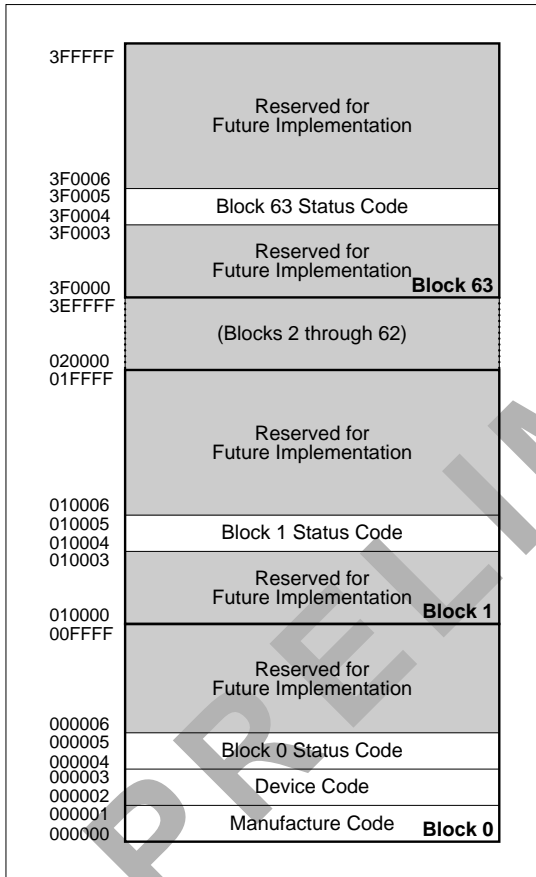 3FFFFF
Reserved for
Future Implementation
3F0006
3F0005
Block 63 Status Code
3F0004
3F0003
Reserved for
Future Implementation
Block 63
3F0000
3EFFFF
(Blocks 2 through 62)
020000
01FFFF
Reserved for
Future Implementation
010006
010005
Block 1 Status Code
010004
010003
Reserved for
Future Implementation
Block 1
010000
00FFFF
Reserved for
Future Implementation
000006
000005
Block 0 Status Code
000004
000003
Device Code
000002
000001
Manufacture Code
Block 0
000000
PRELIM